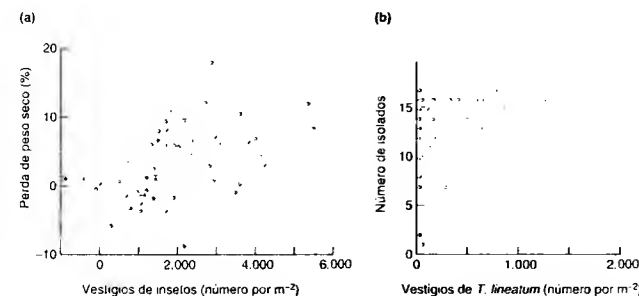 (a)
Perda de peso seco (%)
20
10
0
−10
0
2.000
4.000
6.000
Vestígios de insetos (número por m⁻²)
(b)
Número de isolados
15
10
5
0
0
1.000
2.000
Vestígios de T. lineatum (número por m⁻²)